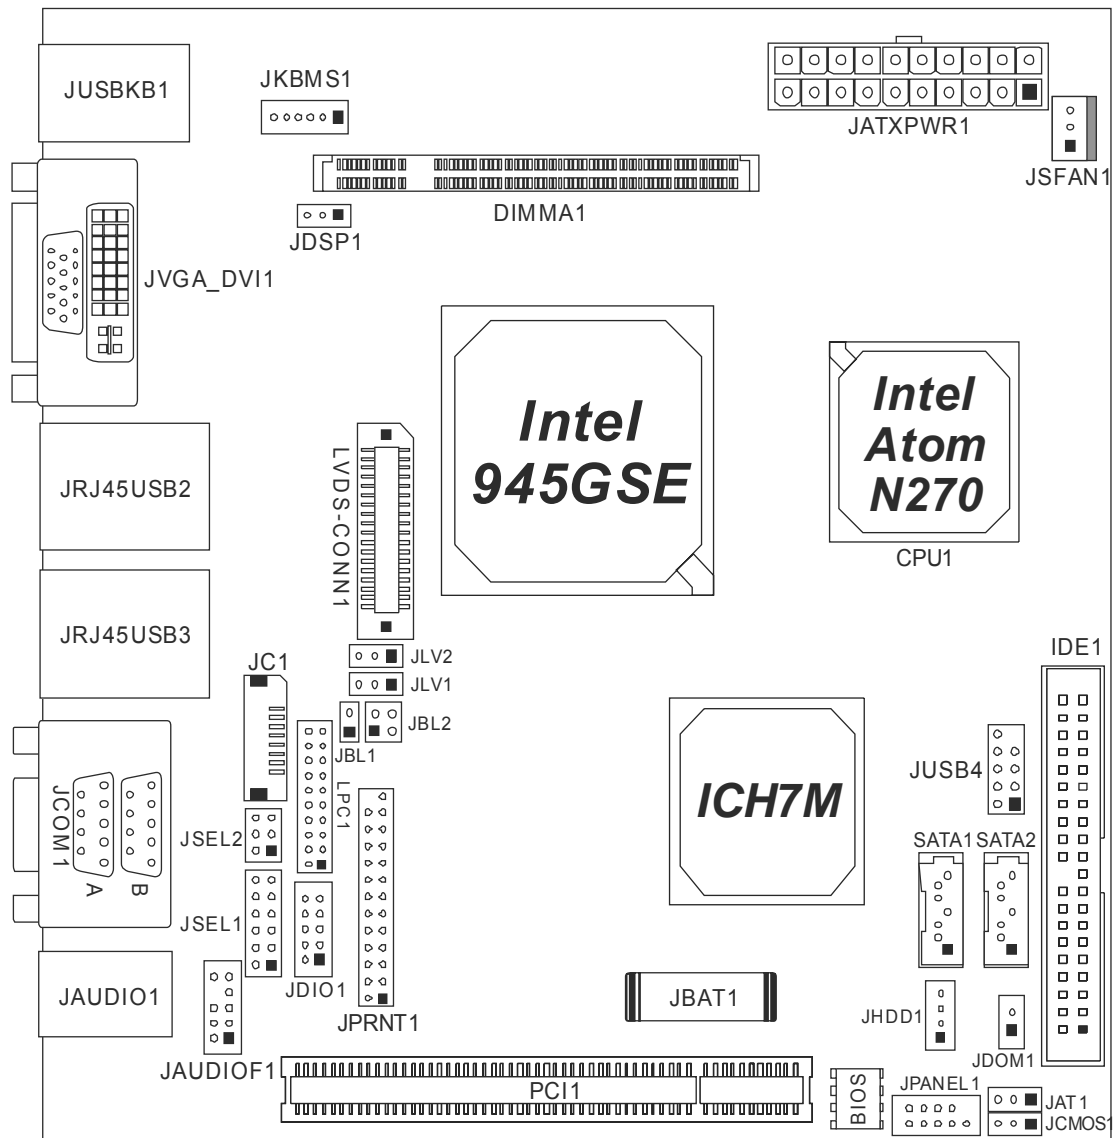 JUSBKB1
JKBMS1
JATXPWR1
JSFAN1
DIMMA1
JDSP1
JVGA_DVI1
Intel
945GSE
Intel
Atom
N270
CPU1
LVDS-CONN1
JRJ45USB2
JRJ45USB3
JLV2
JLV1
JC1
JBL1
JBL2
IDE1
JUSB4
ICH7M
LPC1
JCOM1
A
B
JSEL2
SATA1
SATA2
JSEL1
JAUDIO1
JDIO1
JPRNT1
JBAT1
JHDD1
JDOM1
JAUDIOF1
PCI1
BIOS
JPANEL1
JAT1
JCMOS1